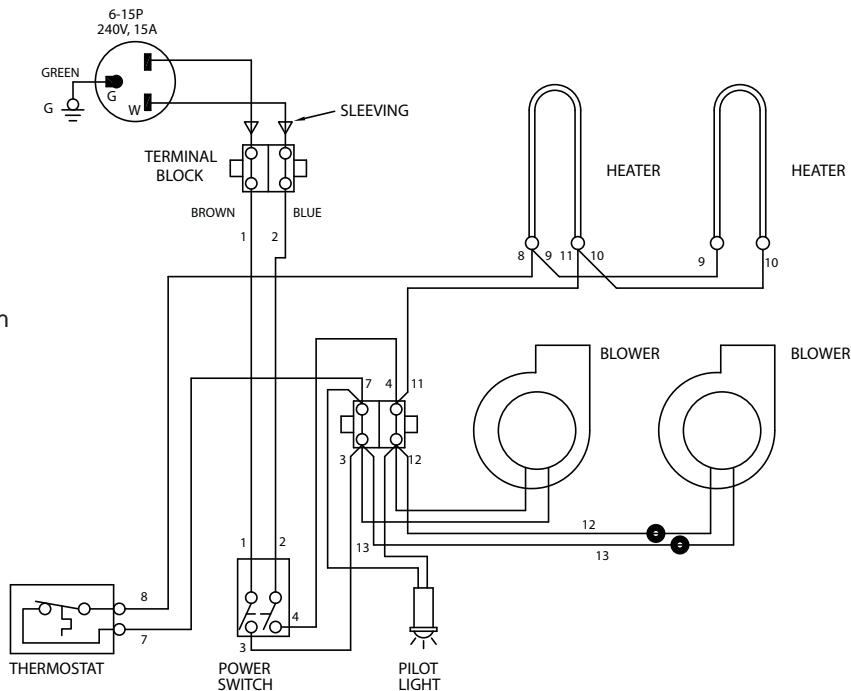 6-15P
240V, 15A
GREEN
G
G
W
SLEEVING
TERMINAL
BLOCK
BROWN
BLUE
1
2
HEATER
HEATER
8
9
11
10
9
10
n
7
4
11
BLOWER
BLOWER
3
12
12
13
13
1
2
4
3
8
7
THERMOSTAT
POWER
SWITCH
PILOT
LIGHT